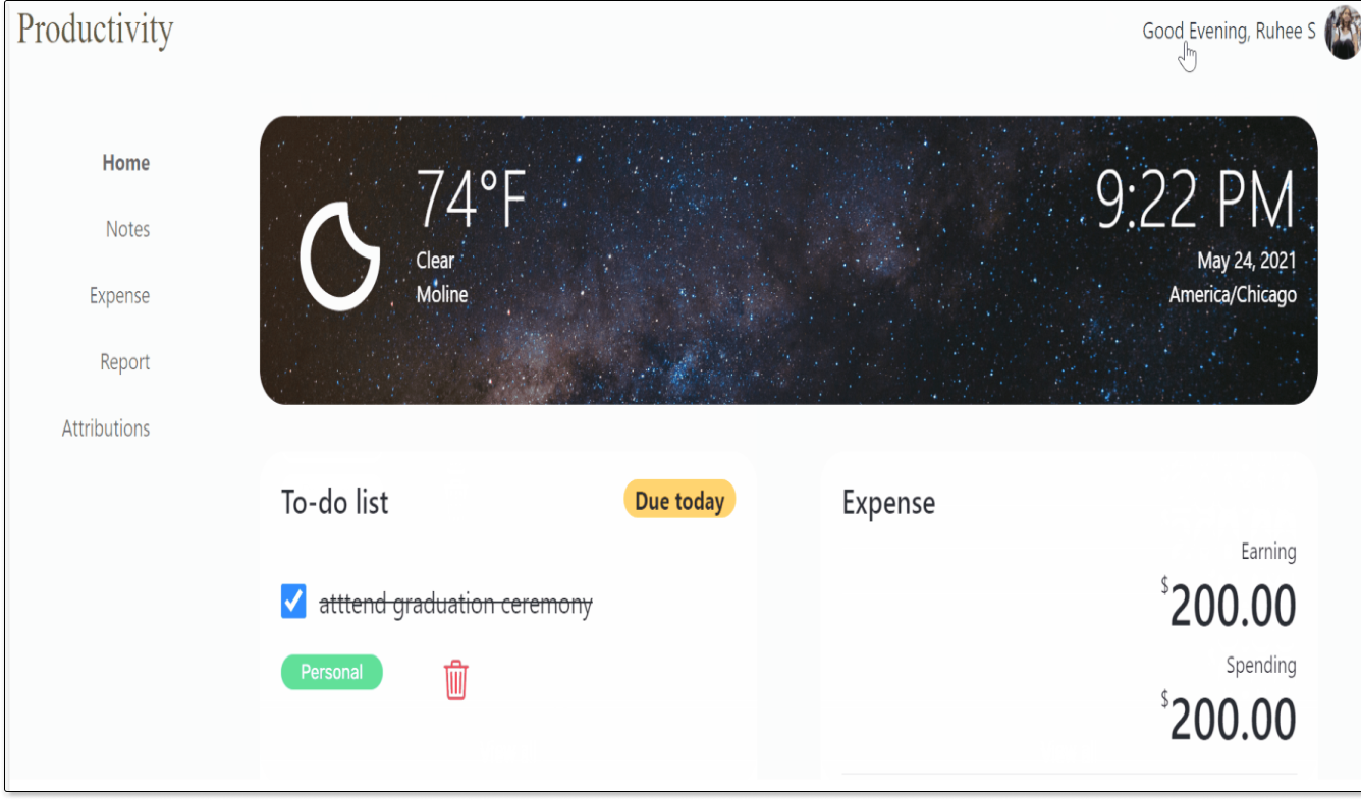 Productivity
Good Evening, Ruhee S
Home
Notes
Expense
Report
Attributions
74°F
Clear
Moline
9:22 PM
May 24, 2021
America/Chicago
To-do list
Due today
atttend graduation ceremony
Personal
Expense
Earning
$200.00
Spending
$200.00